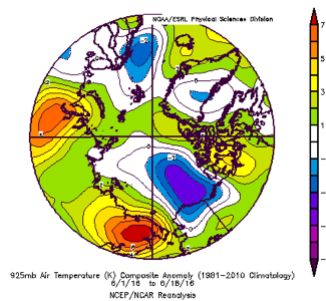 NOAA/ESRL Physical Sciences Division
7
5
3
1
925mb Air Temperature (K) Composite Anomaly (1981-2010 Climatology)
6/1/16 to 6/18/16
NCEP/NCAR Reanalysis